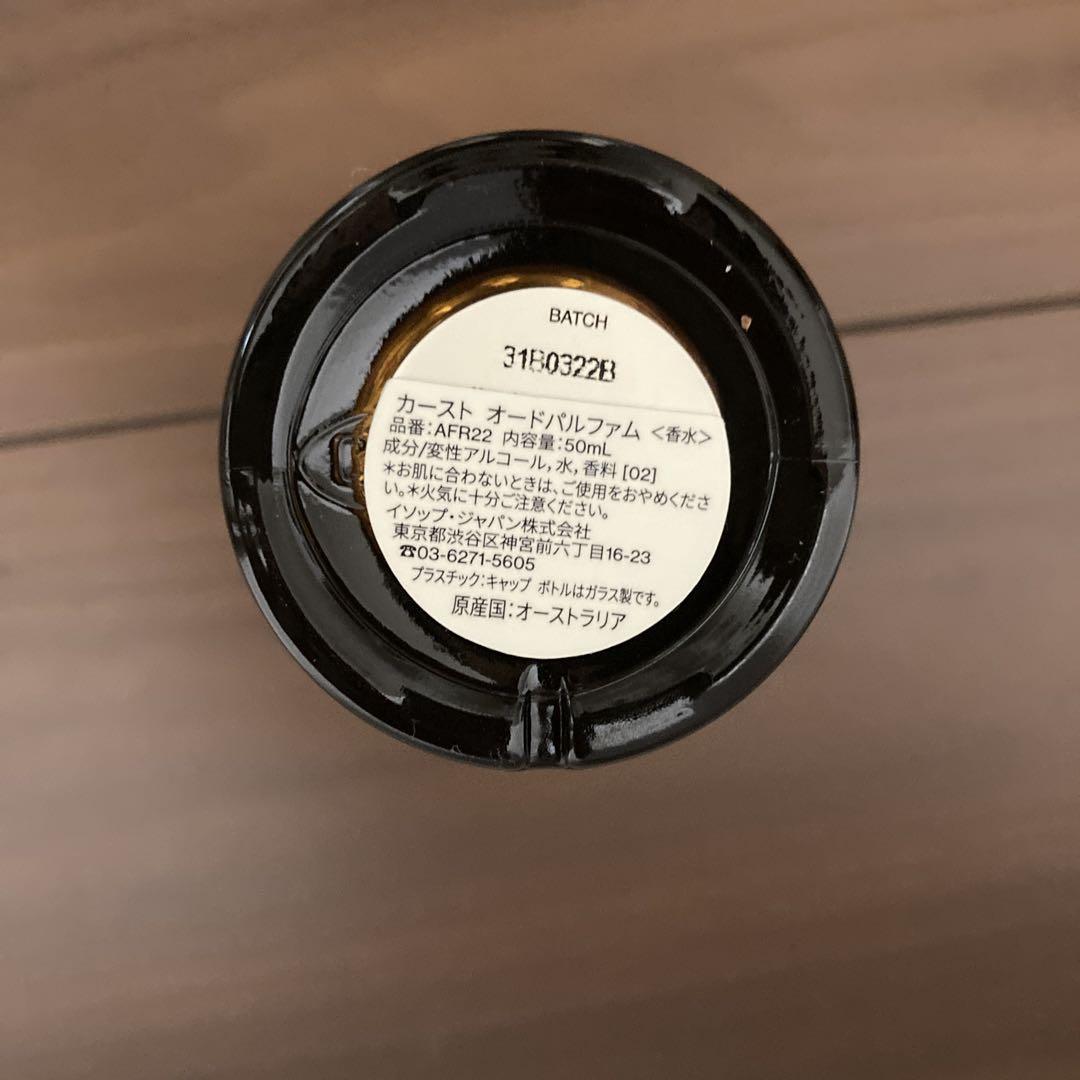 BATCH
31B0322B
カースト オードパルファム <香水>
品番:AFR22 内容量:50mL
成分/変性アルコール, 水, 香料 [02]
*お肌に合わないときは、ご使用をおやめくださ
い。*火気に十分ご注意ください。
イソップ・ジャパン株式会社
東京都渋谷区神宮前六丁目16-23
☎03-6271-5605
プラスチック:キャップ ボトルはガラス製です。
原産国:オーストラリア